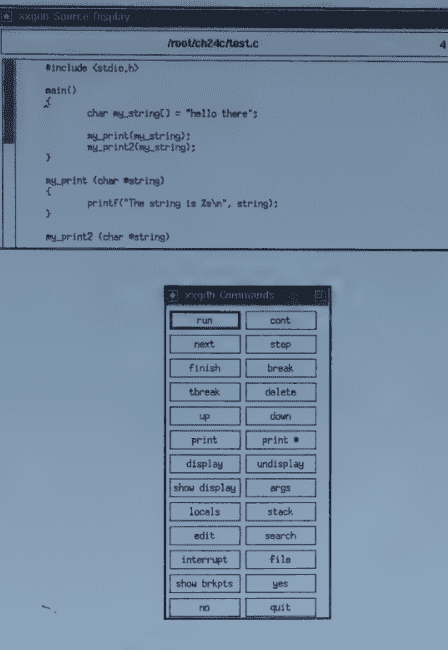 xxgdb Source Display
/root/ch24c/test.c 4
#include <stdio.h>
main()
{
char my_string[] = "hello there";
my_print(my_string);
my_print2(my_string);
}
my_print (char *string)
{
printf("The string is %s\n", string);
}
my_print2 (char *string)
xxgdb Commands
run cont
next step
finish break
tbreak delete
up down
print print *
display undisplay
show display args
locals stack
edit search
interrupt file
show brkpts yes
no quit